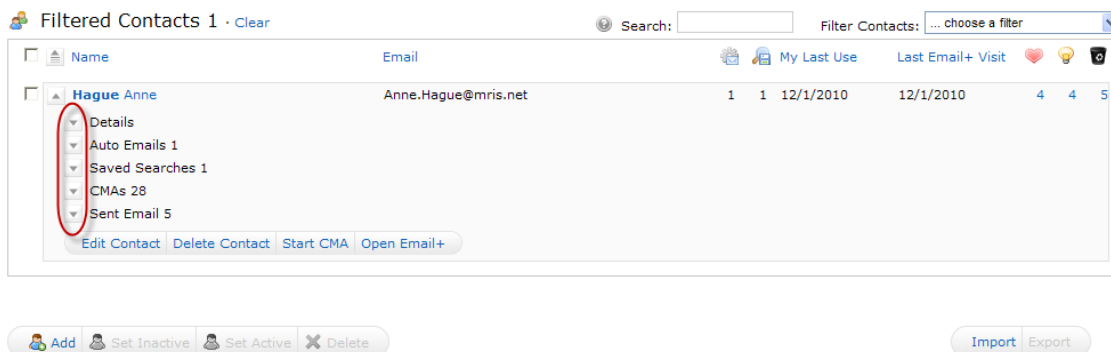 Filtered Contacts 1 · Clear Search: Filter Contacts: ... choose a filter
Name Email My Last Use Last Email+ Visit
Hague Anne Anne.Hague@mris.net 1 1 12/1/2010 12/1/2010 4 4 5
Details
Auto Emails 1
Saved Searches 1
CMAs 28
Sent Email 5
Edit Contact Delete Contact Start CMA Open Email+
Add Set Inactive Set Active Delete Import Export